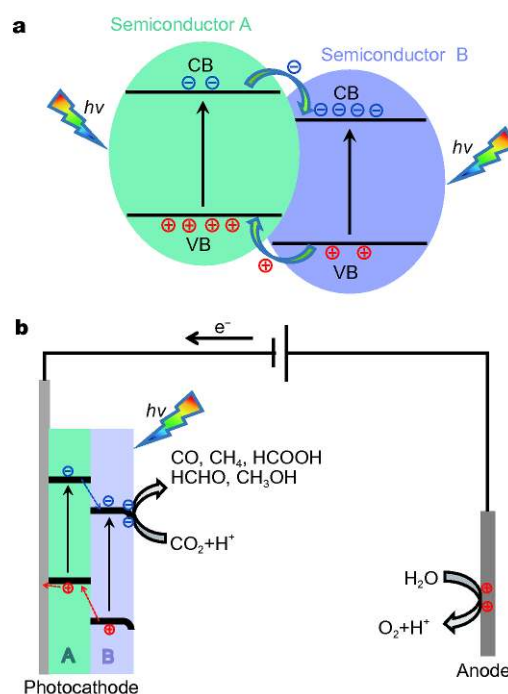 a
Semiconductor A
Semiconductor B
CB
CB
hv
hv
VB
VB
b
e⁻
hv
CO, CH₄, HCOOH
HCHO, CH₃OH
CO₂+H⁺
H₂O
O₂+H⁺
A
B
Photocathode
Anode